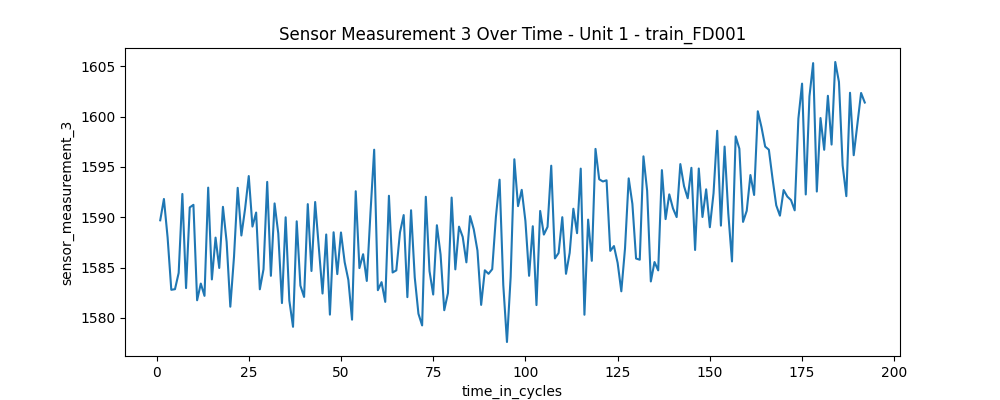 Sensor Measurement 3 Over Time - Unit 1 - train_FD001
sensor_measurement_3
1605
1600
1595
1590
1585
1580
0 25 50 75 100 125 150 175 200
time_in_cycles